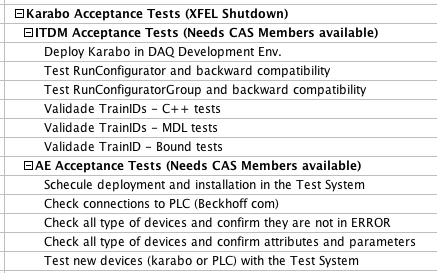 Karabo Acceptance Tests (XFEL Shutdown)
ITDM Acceptance Tests (Needs CAS Members available)
Deploy Karabo in DAQ Development Env.
Test RunConfigurator and backward compatibility
Test RunConfiguratorGroup and backward compatibility
Validade TrainIDs – C++ tests
Validade TrainIDs – MDL tests
Validade TrainID – Bound tests
AE Acceptance Tests (Needs CAS Members available)
Schecule deployment and installation in the Test System
Check connections to PLC (Beckhoff com)
Check all type of devices and confirm they are not in ERROR
Check all type of devices and confirm attributes and parameters
Test new devices (karabo or PLC) with the Test System